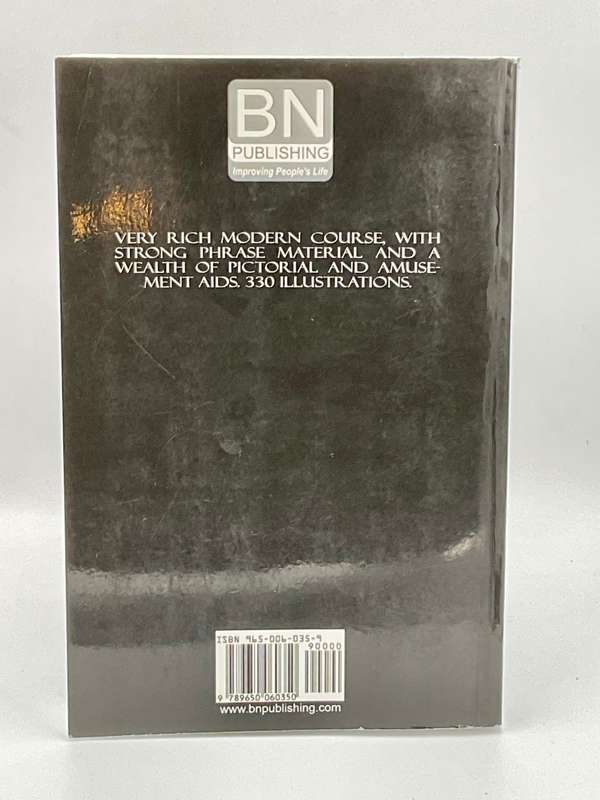 BN
PUBLISHING
Improving People's Life
VERY RICH MODERN COURSE, WITH
STRONG PHRASE MATERIAL AND A
WEALTH OF PICTORIAL AND AMUSE-
MENT AIDS. 330 ILLUSTRATIONS.
ISBN 965-006-035-9
90000
9 789650 060350
www.bnpublishing.com